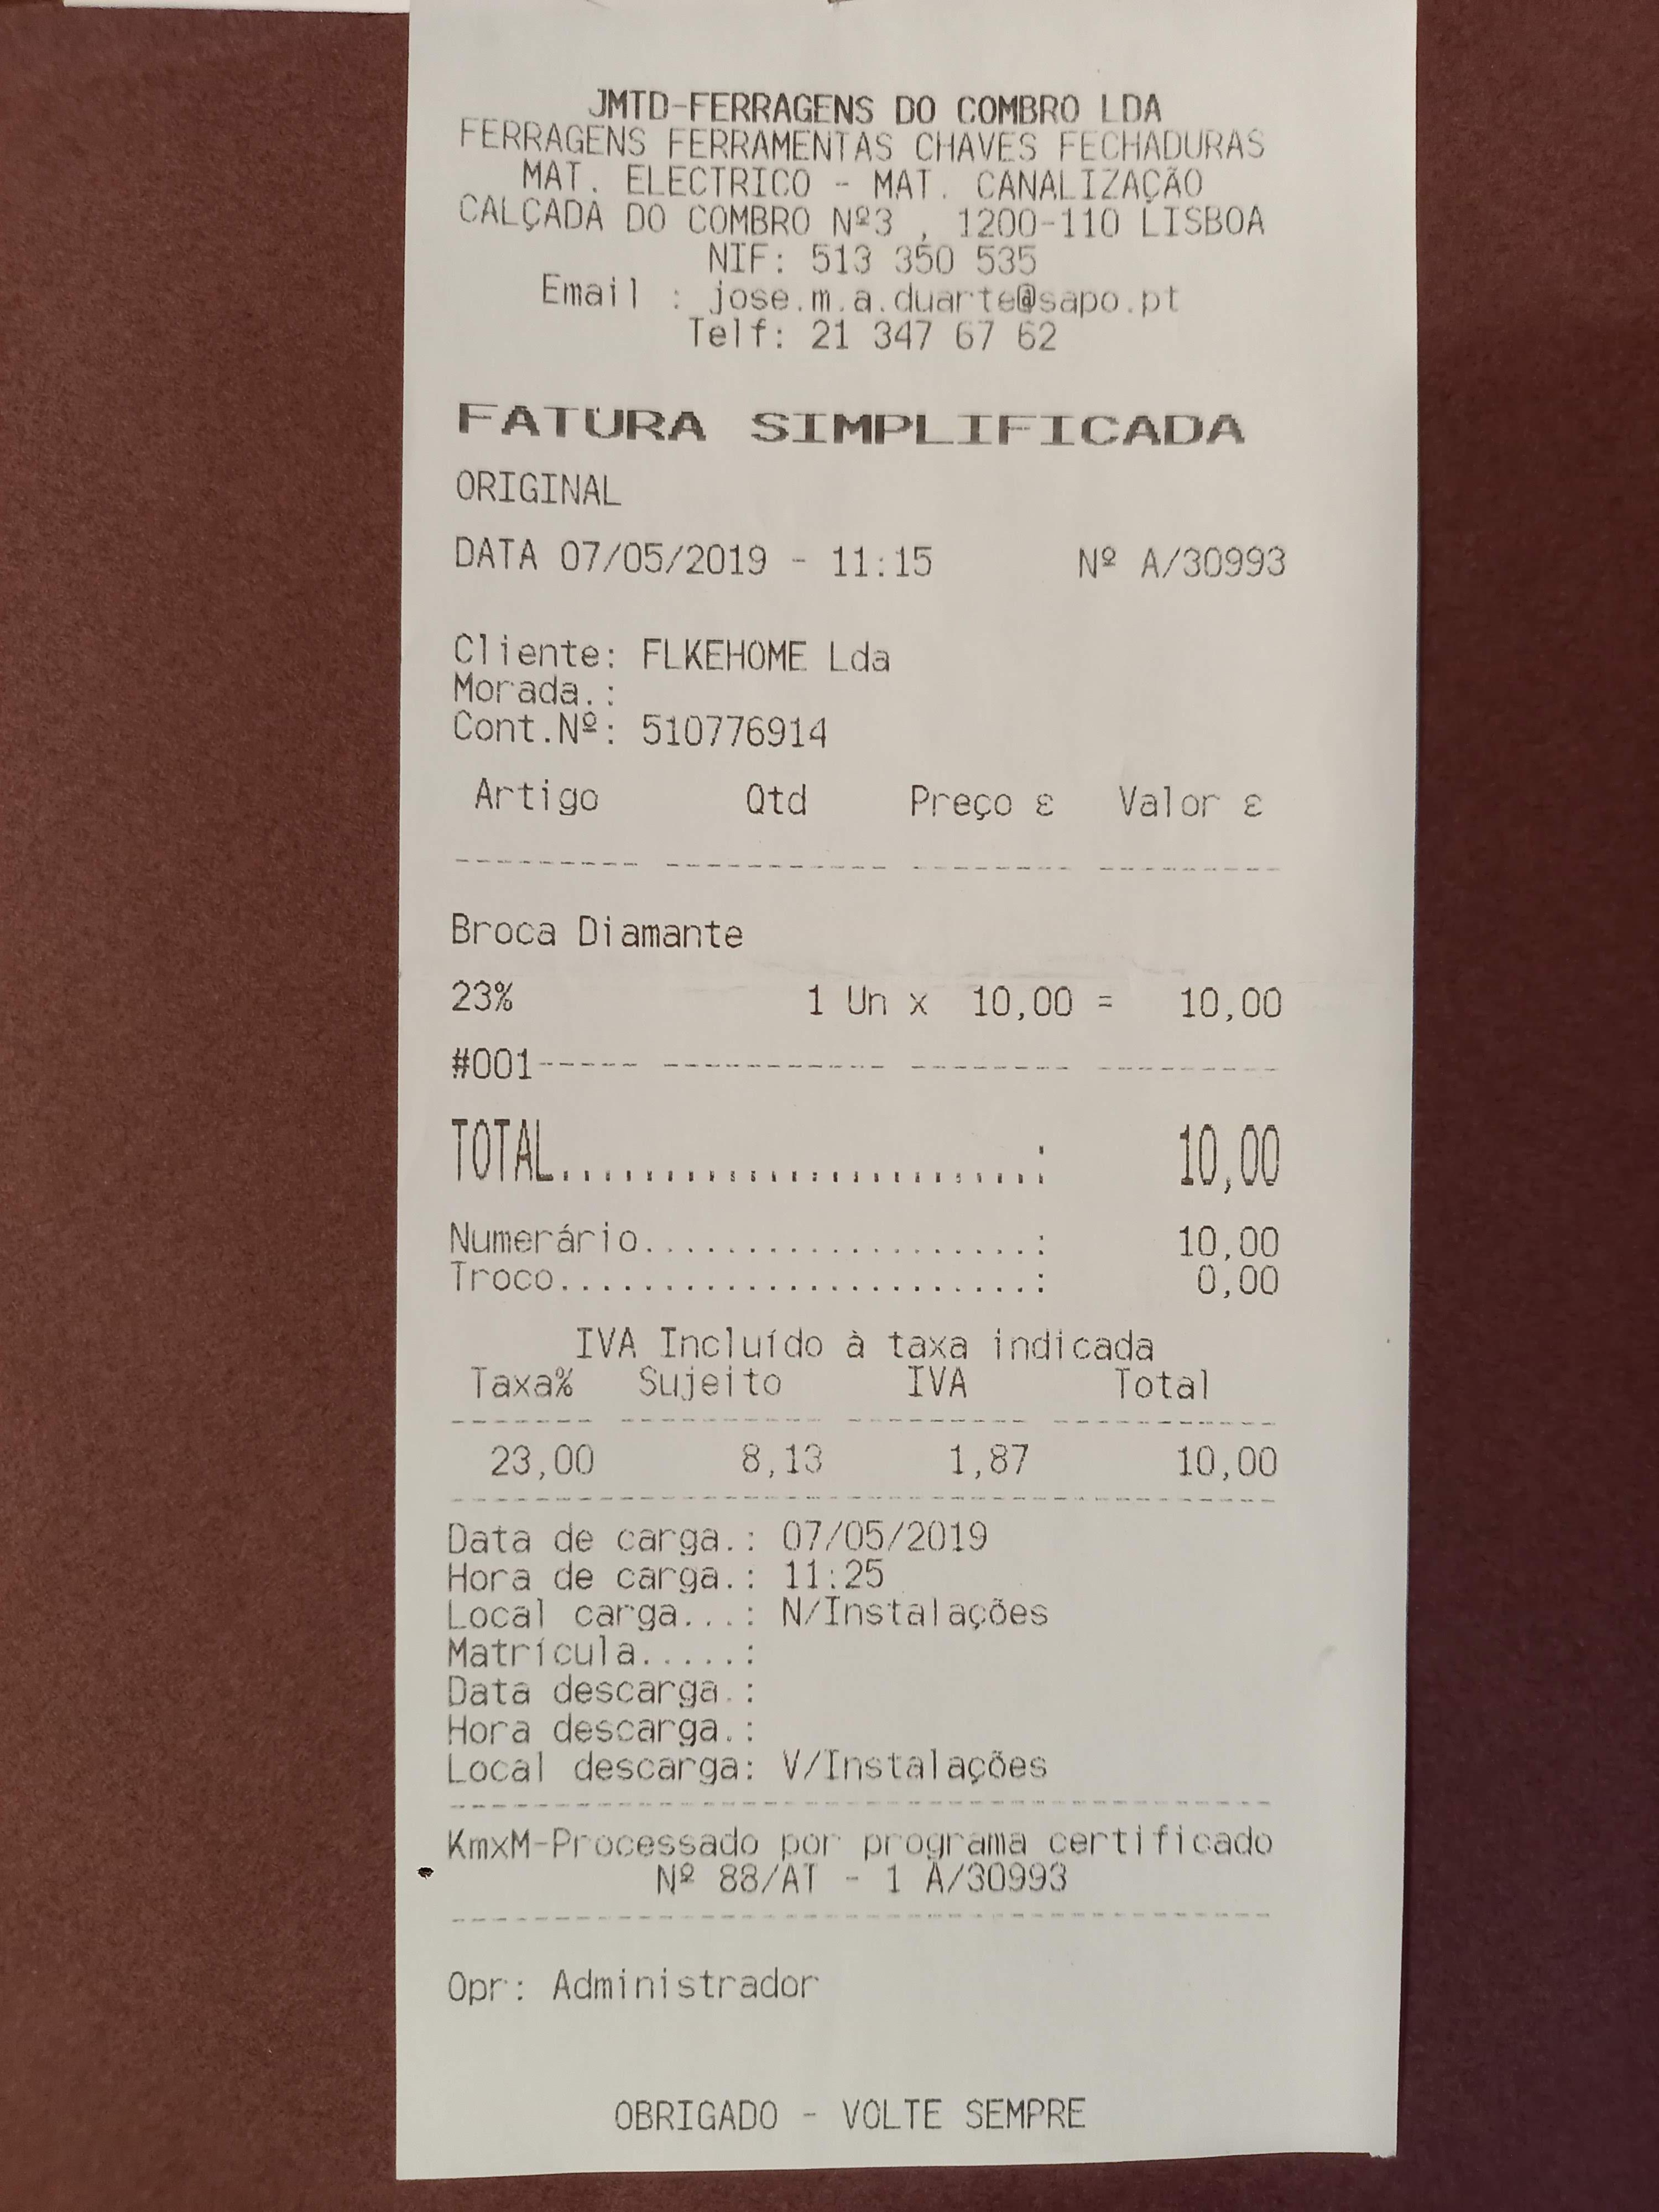 JMTD-FERRAGENS DO COMBRO LDA
FERRAGENS FERRAMENTAS CHAVES FECHADURAS
MAT. ELECTRICO - MAT. CANALIZAÇÃO
CALÇADA DO COMBRO Nº3 , 1200-110 LISBOA
NIF: 513 350 535
Email : jose.m.a.duarte@sapo.pt
Telf: 21 347 67 62
FATURA SIMPLIFICADA
ORIGINAL
DATA 07/05/2019 - 11:15 Nº A/30993
Cliente: FLKEHOME Lda
Morada.:
Cont.Nº: 510776914
Artigo Qtd Preço € Valor €
Broca Diamante
23% 1 Un x 10,00 = 10,00
#001----- ----------- -------- ---------
TOTAL.......................: 10,00
Numerário...................: 10,00
Troco.......................: 0,00
IVA Incluído à taxa indicada
Taxa% Sujeito IVA Total
23,00 8,13 1,87 10,00
Data de carga.: 07/05/2019
Hora de carga.: 11:25
Local carga...: N/Instalações
Matrícula.....:
Data descarga.:
Hora descarga.:
Local descarga: V/Instalações
KmxM-Processado por programa certificado
Nº 88/AT - 1 A/30993
Opr: Administrador
OBRIGADO - VOLTE SEMPRE